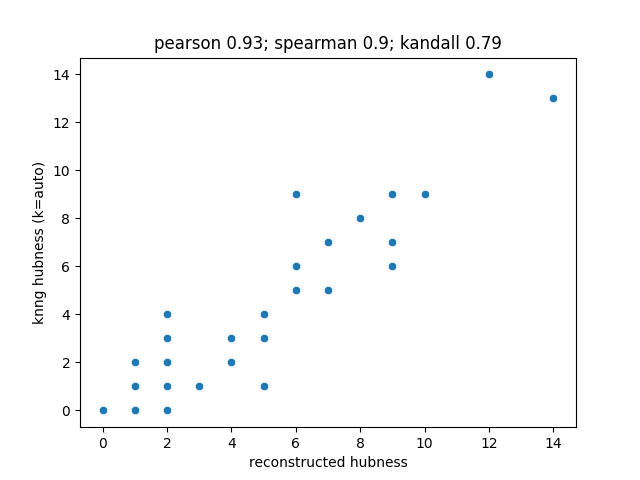 pearson 0.93; spearman 0.9; kandall 0.79
14
12
10
8
6
4
2
0
knng hubness (k=auto)
0 2 4 6 8 10 12 14
reconstructed hubness